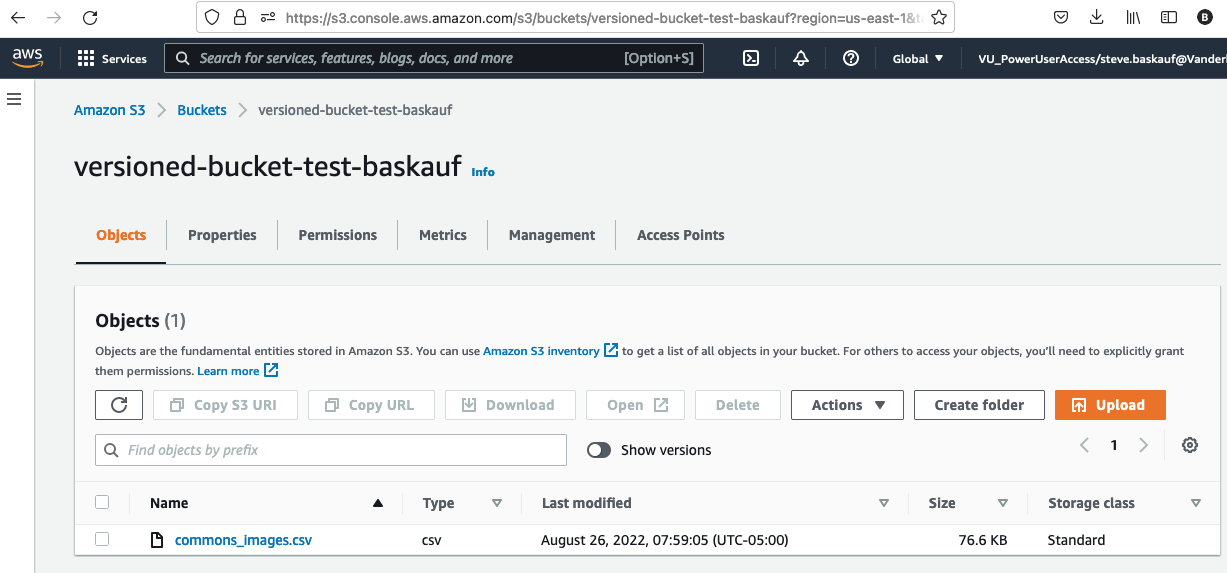 https://s3.console.aws.amazon.com/s3/buckets/versioned-bucket-test-baskauf?region=us-east-1&t
B
aws Services Search for services, features, blogs, docs, and more [Option+S] Global VU_PowerUserAccess/steve.baskauf@Vander
Amazon S3 > Buckets > versioned-bucket-test-baskauf
versioned-bucket-test-baskauf Info
Objects Properties Permissions Metrics Management Access Points
Objects (1)
Objects are the fundamental entities stored in Amazon S3. You can use Amazon S3 inventory to get a list of all objects in your bucket. For others to access your objects, you'll need to explicitly grant
them permissions. Learn more
Copy S3 URI Copy URL Download Open Delete Actions Create folder Upload
Find objects by prefix Show versions 1
Name Type Last modified Size Storage class
commons_images.csv csv August 26, 2022, 07:59:05 (UTC-05:00) 76.6 KB Standard